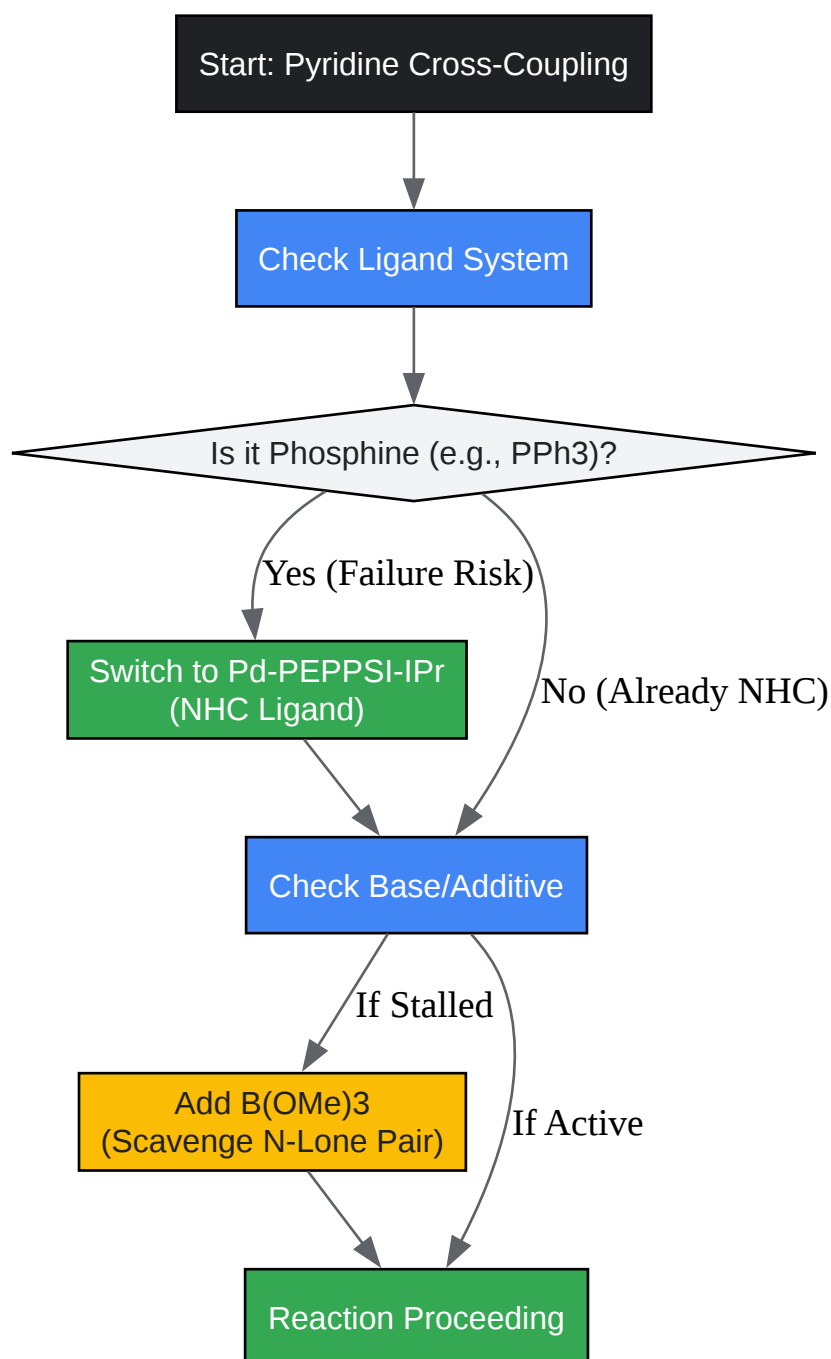 Start: Pyridine Cross-Coupling
Check Ligand System
Is it Phosphine (e.g., PPh3)?
Yes (Failure Risk)
Switch to Pd-PEPPSI-IPr
(NHC Ligand)
No (Already NHC)
Check Base/Additive
If Stalled
Add B(OMe)3
(Scavenge N-Lone Pair)
If Active
Reaction Proceeding